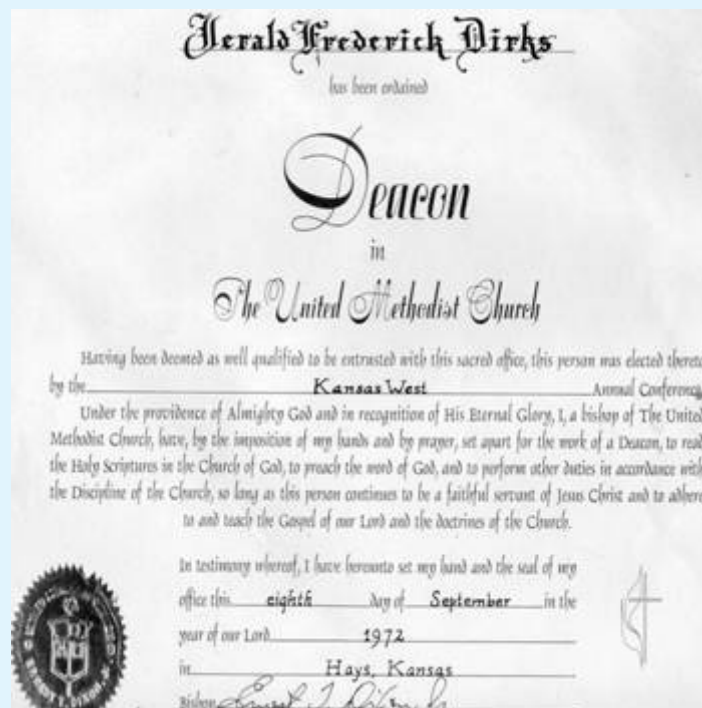 Jerald Frederick Dirks
has been ordained
Deacon
in
The United Methodist Church
Having been deemed as well qualified to be entrusted with this sacred office, this person was elected thereto
by the Kansas West Annual Conference
Under the providence of Almighty God and in recognition of His Eternal Glory, I, a bishop of The United
Methodist Church, have, by the imposition of my hands and by prayer, set apart for the work of a Deacon, to read
the Holy Scriptures in the Church of God, to preach the word of God, and to perform other duties in accordance with
the Discipline of the Church, so long as this person continues to be a faithful servant of Jesus Christ and to adhere
to and teach the Gospel of our Lord and the doctrines of the Church.
In testimony whereof, I have hereunto set my hand and the seal of my
office this eighth day of September in the
year of our Lord 1972
in Hays, Kansas
Bishop